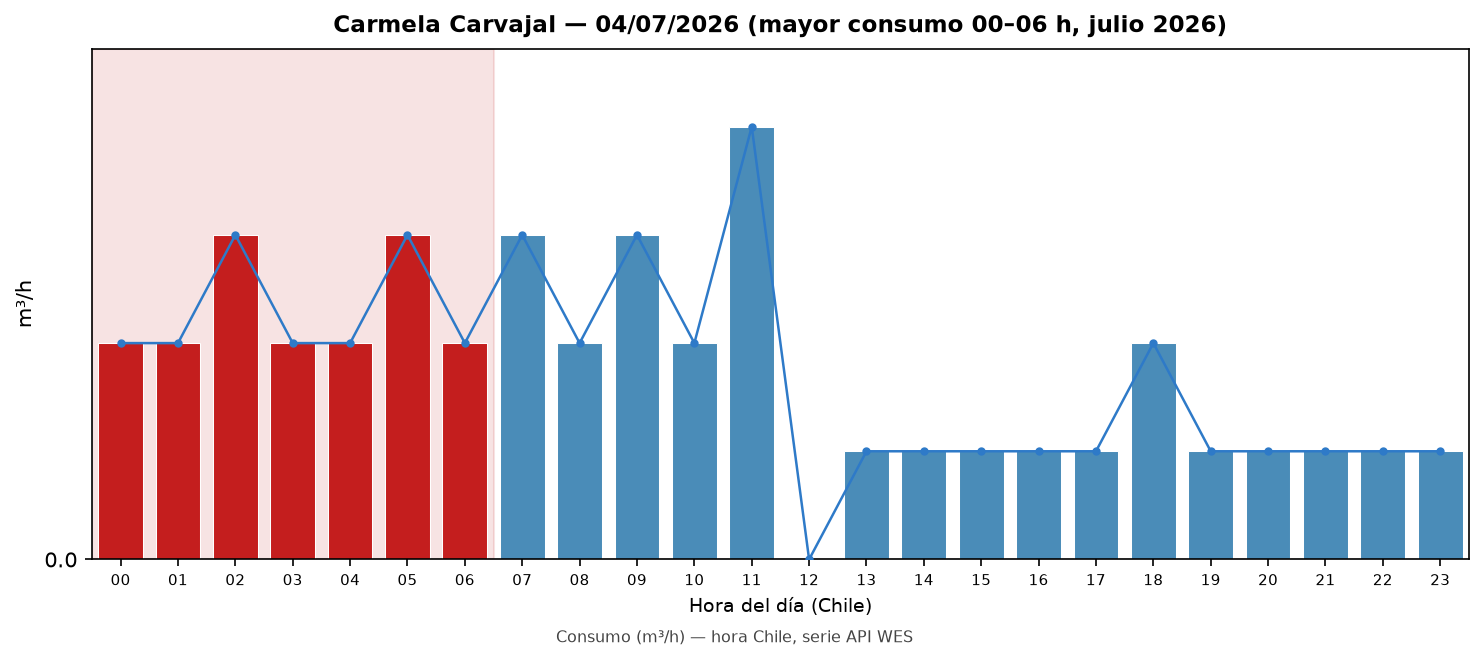 Carmela Carvajal — 04/07/2026 (mayor consumo 00–06 h, julio 2026)
m³/h
0.0
00 01 02 03 04 05 06 07 08 09 10 11 12 13 14 15 16 17 18 19 20 21 22 23
Hora del día (Chile)
Consumo (m³/h) — hora Chile, serie API WES